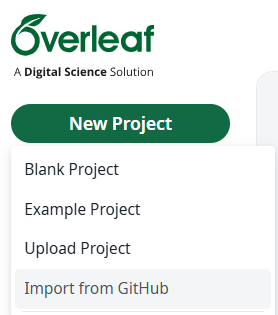 Overleaf
A Digital Science Solution
New Project
Blank Project
Example Project
Upload Project
Import from GitHub